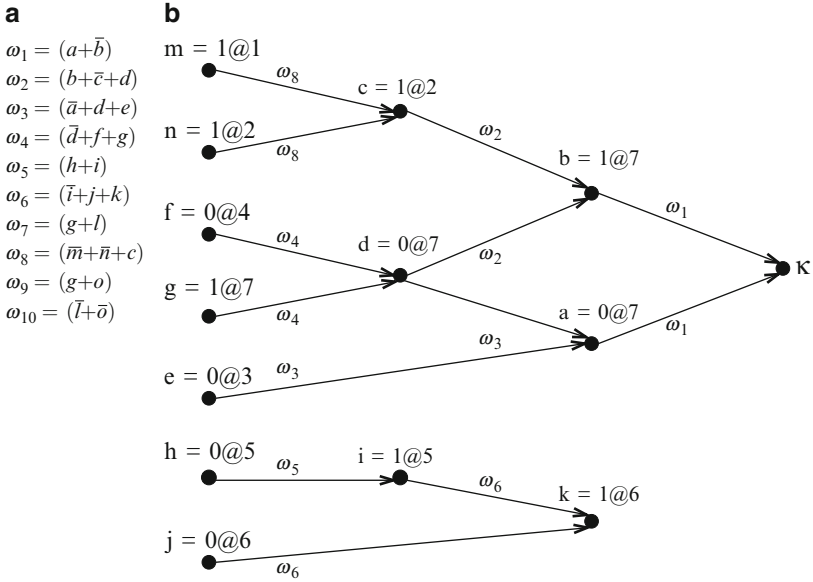 a
ω₁ = (a+b̄)
ω₂ = (b+c̄+d)
ω₃ = (ā+d+e)
ω₄ = (d̄+f+g)
ω₅ = (h+i)
ω₆ = (ī+j+k)
ω₇ = (g+l)
ω₈ = (m̄+n̄+c)
ω₉ = (g+o)
ω₁₀ = (l̄+ō)
b
m = 1@1
ω₈
c = 1@2
n = 1@2
ω₈
ω₂
b = 1@7
f = 0@4
ω₄
d = 0@7
ω₂
ω₁
κ
g = 1@7
ω₄
a = 0@7
ω₁
e = 0@3
ω₃
ω₃
h = 0@5
ω₅
i = 1@5
ω₆
k = 1@6
j = 0@6
ω₆